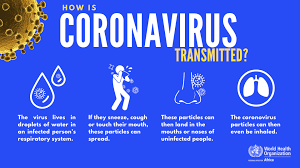 HOW IS
CORONAVIRUS
TRANSMITTED?
The virus lives in
droplets of water in
an infected person's
respiratory system.
If they sneeze, cough
or touch their mouth,
these particles can
spread.
These particles can
then land in the
mouths or noses of
uninfected people.
The coronavirus
particles can then
even be inhaled.
World Health
Organization
Africa